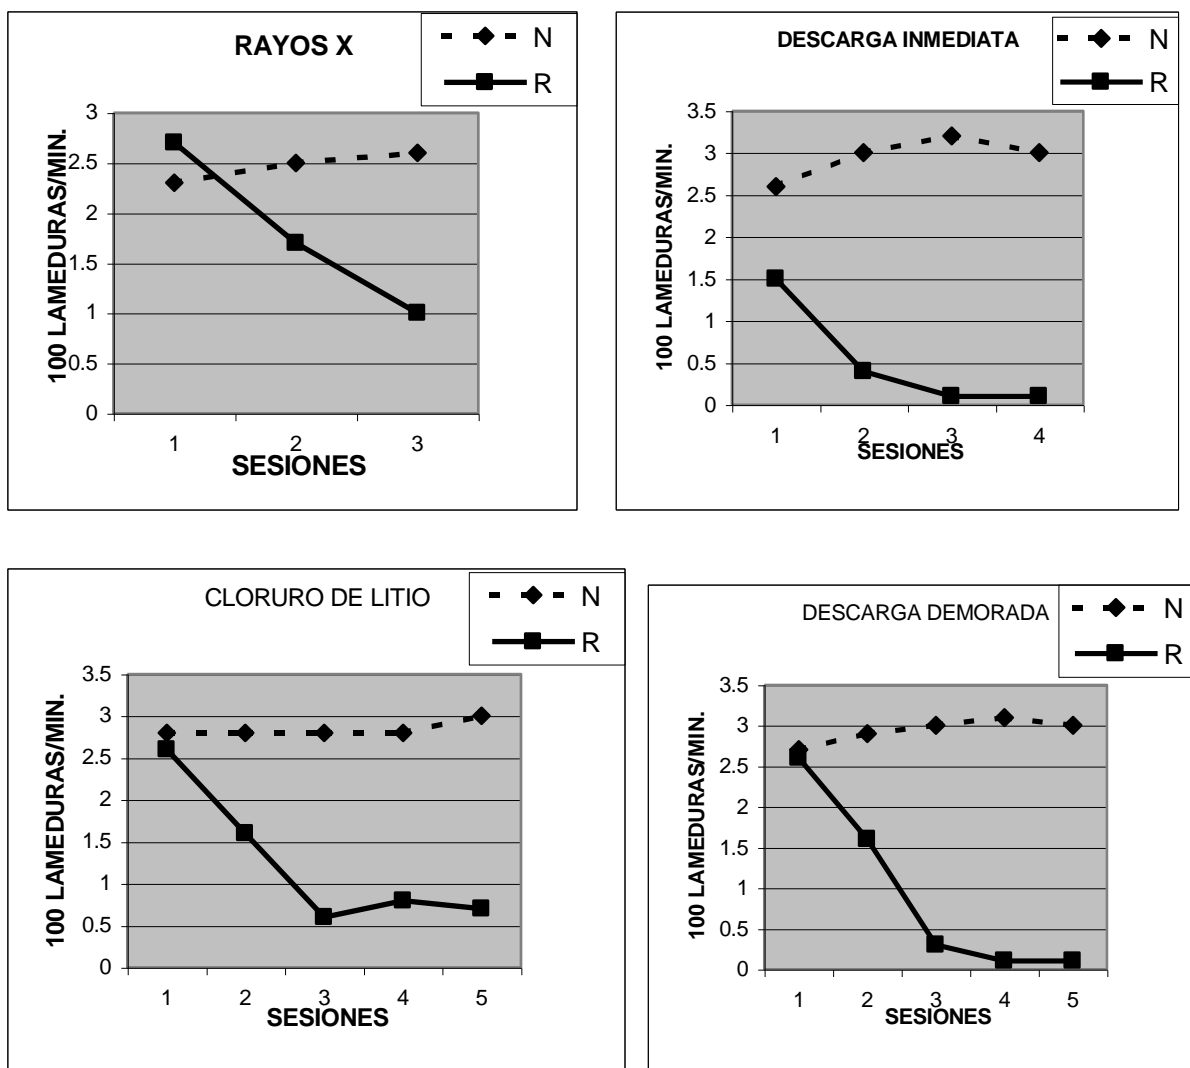 RAYOS X
N
R
100 LAMEDURAS/MIN.
3
2.5
2
1.5
1
0.5
0
1 2 3
SESIONES
DESCARGA INMEDIATA
N
R
100 LAMEDURAS/MIN.
3.5
3
2.5
2
1.5
1
0.5
0
1 2 3 4
SESIONES
CLORURO DE LITIO
N
R
100 LAMEDURAS/MIN.
3.5
3
2.5
2
1.5
1
0.5
0
1 2 3 4 5
SESIONES
DESCARGA DEMORADA
N
R
100 LAMEDURAS/MIN.
3.5
3
2.5
2
1.5
1
0.5
0
1 2 3 4 5
SESIONES